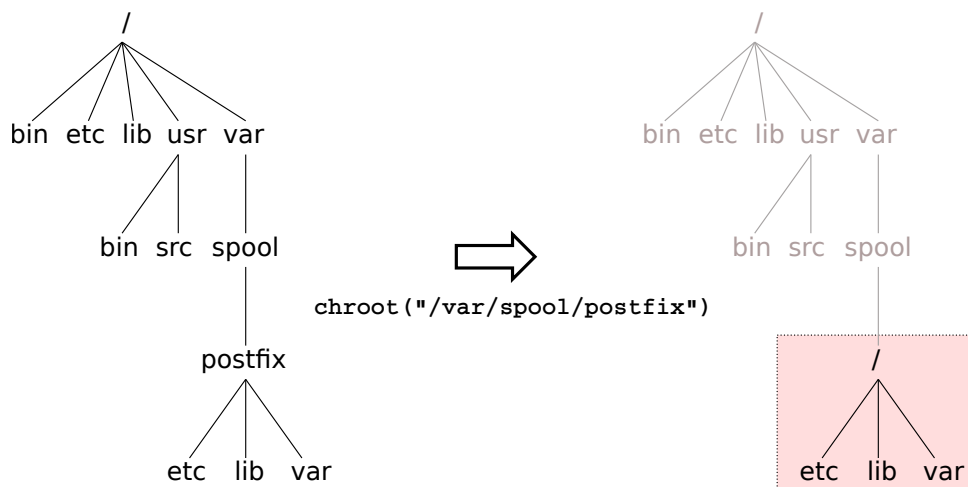 / /
bin etc lib usr var bin etc lib usr var
bin src spool bin src spool
chroot("/var/spool/postfix")
postfix /
etc lib var etc lib var